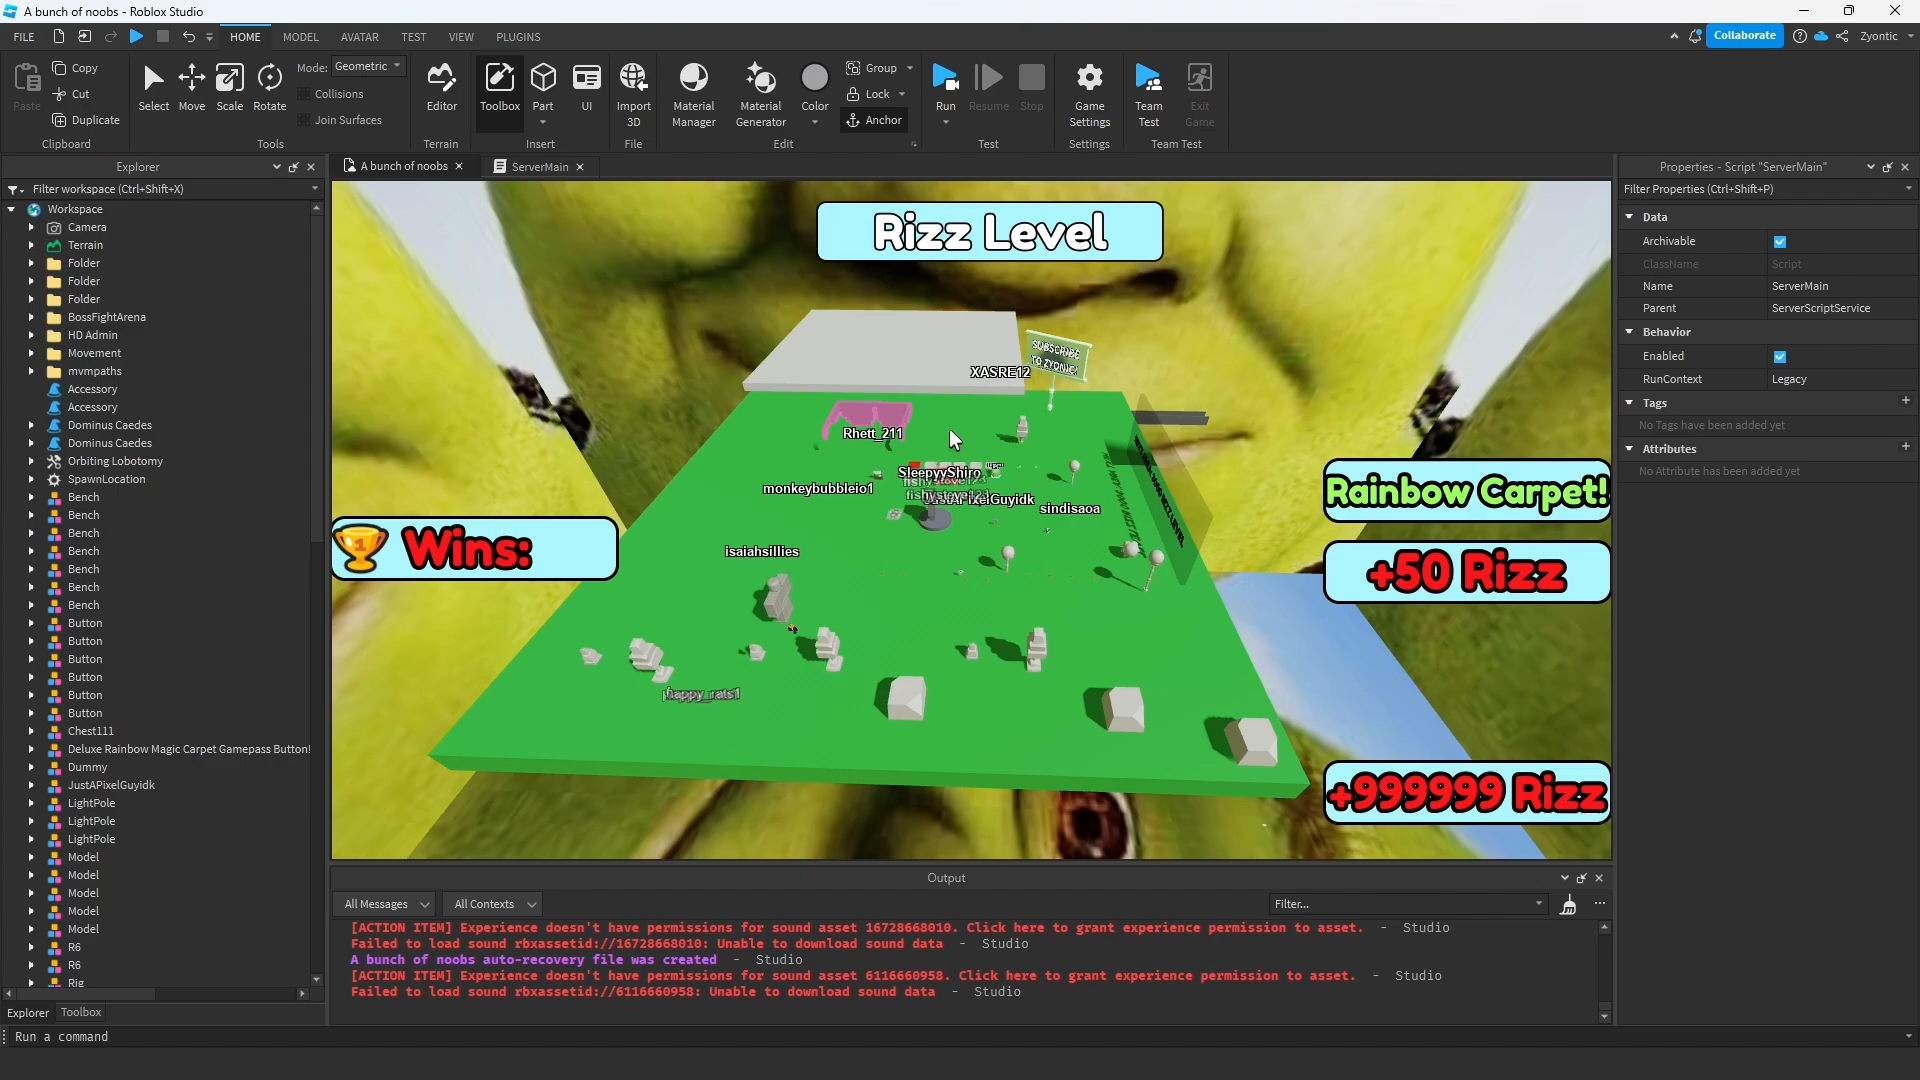 A bunch of noobs - Roblox Studio
FILE
HOME
MODEL
AVATAR
TEST
VIEW
PLUGINS
Collaborate
Zyontic
Paste
Copy
Cut
Duplicate
Clipboard
Select
Move
Scale
Rotate
Mode: Geometric
Collisions
Join Surfaces
Tools
Editor
Terrain
Toolbox
Part
UI
Insert
Import
3D
File
Material
Manager
Material
Generator
Color
Group
Lock
Anchor
Edit
Run
Resume
Stop
Test
Game
Settings
Settings
Team
Test
Exit
Game
Team Test
Explorer
Filter workspace (Ctrl+Shift+X)
Workspace
Camera
Terrain
Folder
Folder
Folder
BossFightArena
HD Admin
Movement
mvmpaths
Accessory
Accessory
Dominus Caedes
Dominus Caedes
Orbiting Lobotomy
SpawnLocation
Bench
Bench
Bench
Bench
Bench
Bench
Bench
Button
Button
Button
Button
Button
Button
Chest111
Deluxe Rainbow Magic Carpet Gamepass Button!
Dummy
JustAPixelGuyidk
LightPole
LightPole
LightPole
Model
Model
Model
Model
Model
R6
R6
Rig
Explorer
Toolbox
Run a command
A bunch of noobs
ServerMain
Rizz Level
SUBSCRIBE
TO ZYONIC!
XASRE12
Rhett_211
SleepyyShiro
fishysteve123
monkeybubbleio1
sindisaoa
isaiahsillies
happy_rats1
1
Wins:
Rainbow Carpet!
+50 Rizz
+999999 Rizz
Output
All Messages
All Contexts
Filter...
[ACTION ITEM] Experience doesn't have permissions for sound asset 16728668010. Click here to grant experience permission to asset. - Studio
Failed to load sound rbxassetid://16728668010: Unable to download sound data - Studio
A bunch of noobs auto-recovery file was created - Studio
[ACTION ITEM] Experience doesn't have permissions for sound asset 6116660958. Click here to grant experience permission to asset. - Studio
Failed to load sound rbxassetid://6116660958: Unable to download sound data - Studio
Properties - Script "ServerMain"
Filter Properties (Ctrl+Shift+P)
Data
Archivable
ClassName Script
Name ServerMain
Parent ServerScriptService
Behavior
Enabled
RunContext Legacy
Tags
No Tags have been added yet
Attributes
No Attribute has been added yet